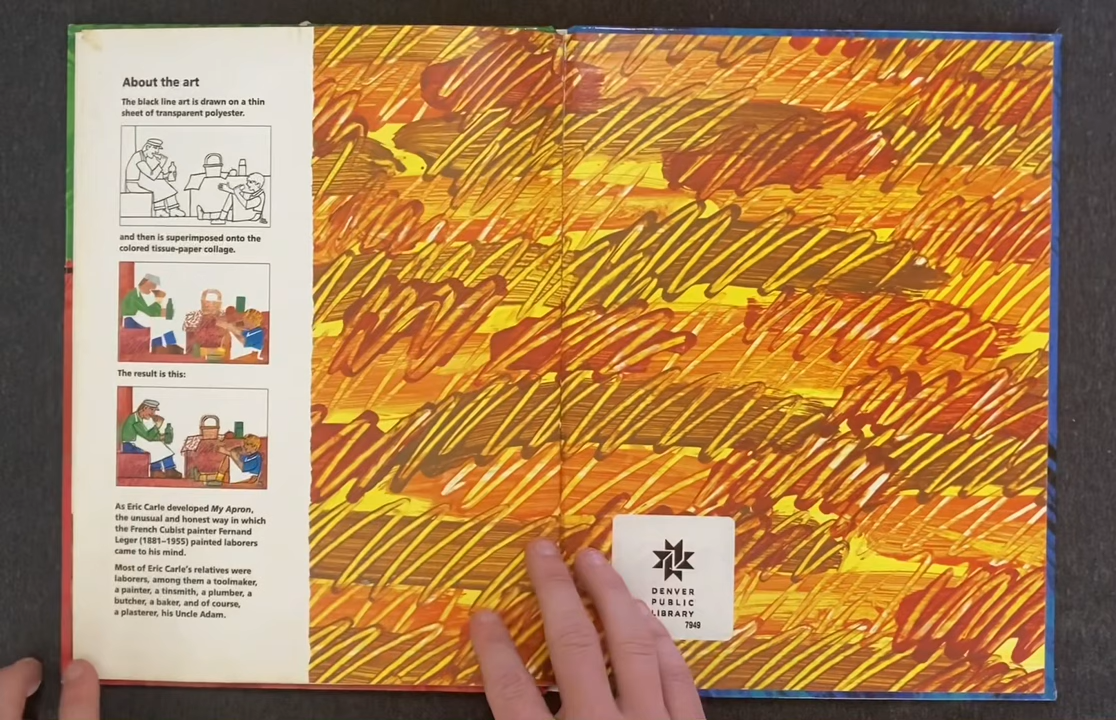 About the art
The black line art is drawn on a thin
sheet of transparent polyester.
and then is superimposed onto the
colored tissue-paper collage.
The result is this:
As Eric Carle developed My Apron,
the unusual and honest way in which
the French Cubist painter Fernand
Léger (1881–1955) painted laborers
came to his mind.
Most of Eric Carle's relatives were
laborers, among them a toolmaker,
a painter, a tinsmith, a plumber, a
butcher, a baker, and of course,
a plasterer, his Uncle Adam.
DENVER
PUBLIC
LIBRARY
7949